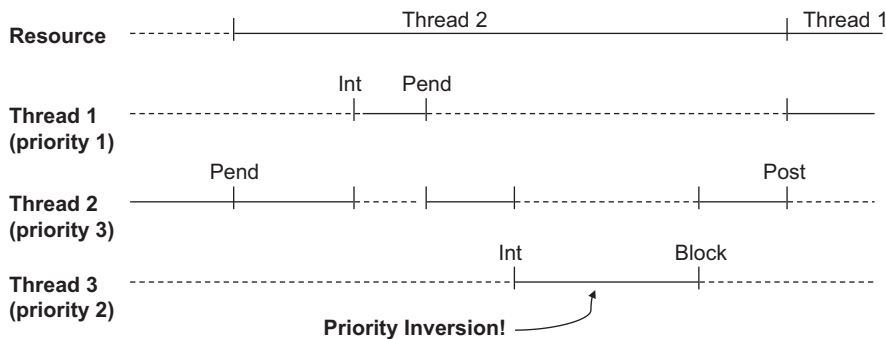 Thread 2 Thread 1
Resource
Int Pend
Thread 1
(priority 1)
Pend Post
Thread 2
(priority 3)
Int Block
Thread 3
(priority 2)
Priority Inversion!